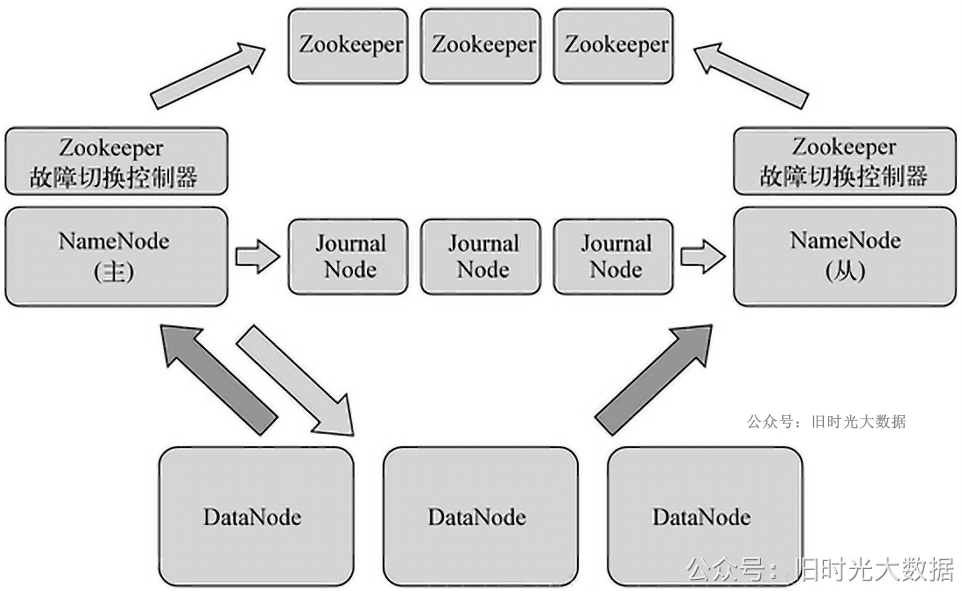 Zookeeper
Zookeeper
Zookeeper
Zookeeper
故障切换控制器
Zookeeper
故障切换控制器
NameNode
(主)
Journal
Node
Journal
Node
Journal
Node
NameNode
(从)
公众号：旧时光大数据
DataNode
DataNode
DataNode
公众号：旧时光大数据